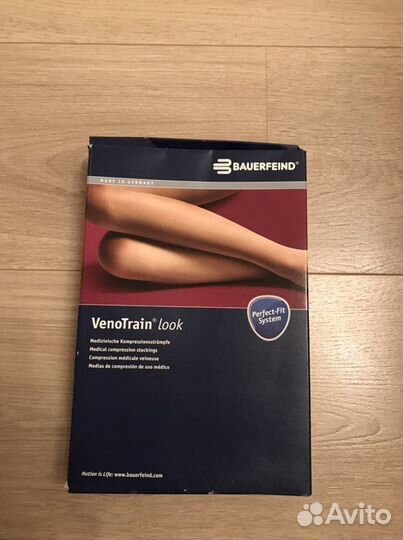 BAUERFEIND®
MADE IN GERMANY
Perfect-Fit
System
VenoTrain® look
Medizinische Kompressionsstrümpfe
Medical compression stockings
Compression médicale veineuse
Medias de compresión de uso médico
Motion is Life: www.bauerfeind.com
Avito